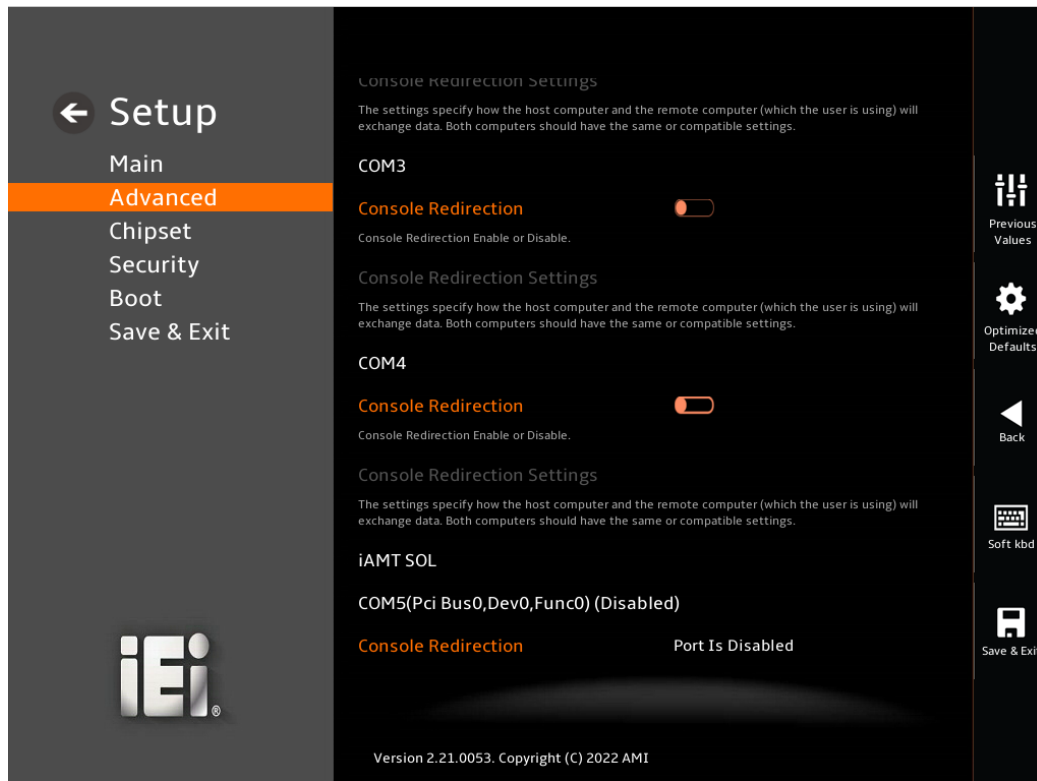 Setup
Main
Advanced
Chipset
Security
Boot
Save & Exit
iEi®
Console Redirection Settings
The settings specify how the host computer and the remote computer (which the user is using) will
exchange data. Both computers should have the same or compatible settings.
COM3
Console Redirection
Console Redirection Enable or Disable.
Console Redirection Settings
The settings specify how the host computer and the remote computer (which the user is using) will
exchange data. Both computers should have the same or compatible settings.
COM4
Console Redirection
Console Redirection Enable or Disable.
Console Redirection Settings
The settings specify how the host computer and the remote computer (which the user is using) will
exchange data. Both computers should have the same or compatible settings.
iAMT SOL
COM5(Pci Bus0,Dev0,Func0) (Disabled)
Console Redirection Port Is Disabled
Version 2.21.0053. Copyright (C) 2022 AMI
Previous
Values
Optimized
Defaults
Back
Soft kbd
Save & Exit